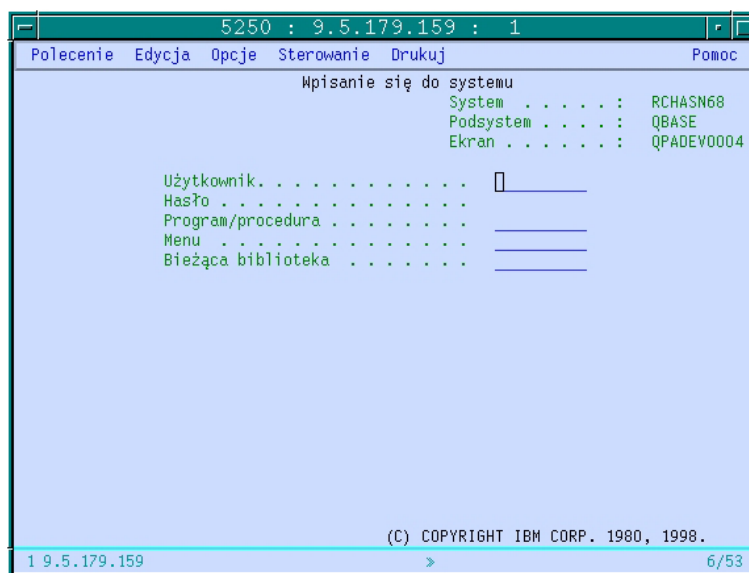 5250 : 9.5.179.159 : 1
Polecenie Edycja Opcje Sterowanie Drukuj Pomoc
Wpisanie się do systemu
System . . . . . : RCHASN68
Podsystem . . . . : QBASE
Ekran . . . . . . : QPADEV0004
Użytkownik. . . . . . . . . . . . .
Hasło . . . . . . . . . . . . . .
Program/procedura . . . . . . . .
Menu . . . . . . . . . . . . . .
Bieżąca biblioteka . . . . . . .
(C) COPYRIGHT IBM CORP. 1980, 1998.
1 9.5.179.159 » 6/53